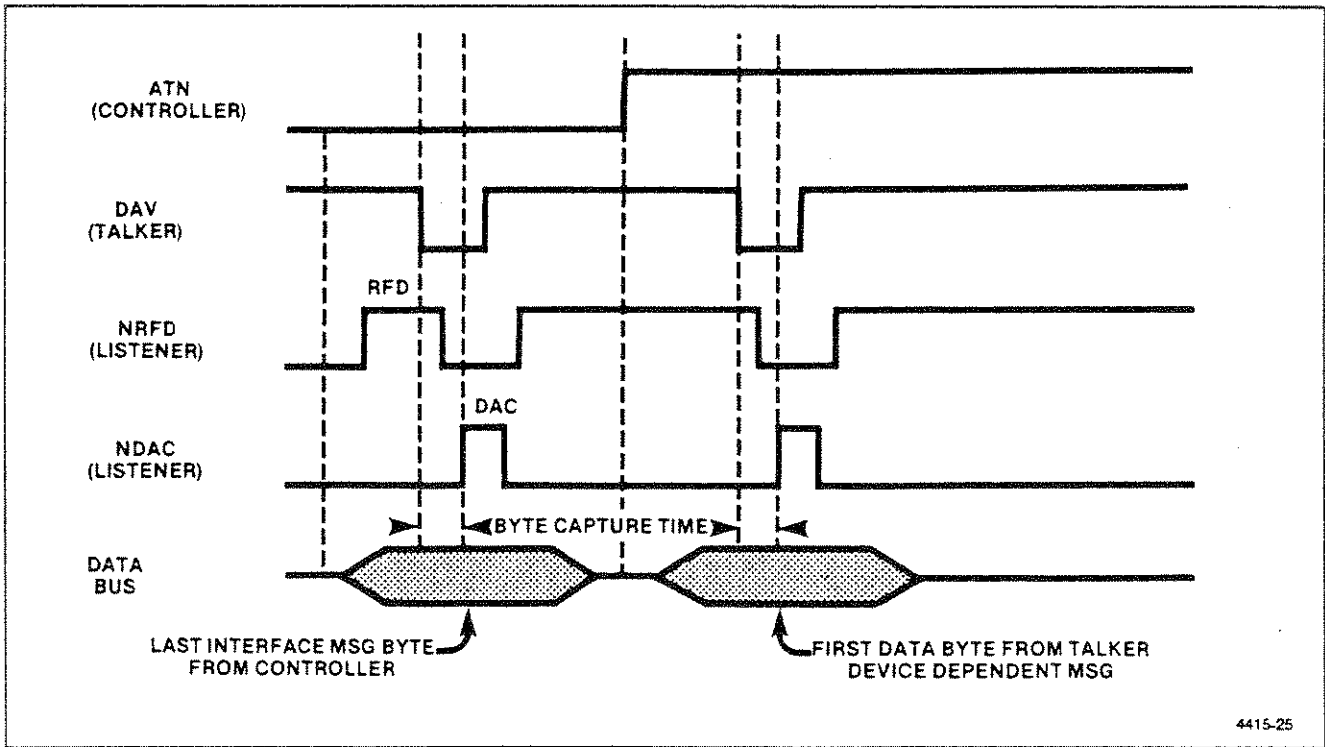 ATN
(CONTROLLER)
DAV
(TALKER)
RFD
NRFD
(LISTENER)
DAC
NDAC
(LISTENER)
BYTE CAPTURE TIME
DATA
BUS
LAST INTERFACE MSG BYTE
FROM CONTROLLER
FIRST DATA BYTE FROM TALKER
DEVICE DEPENDENT MSG
4415-25